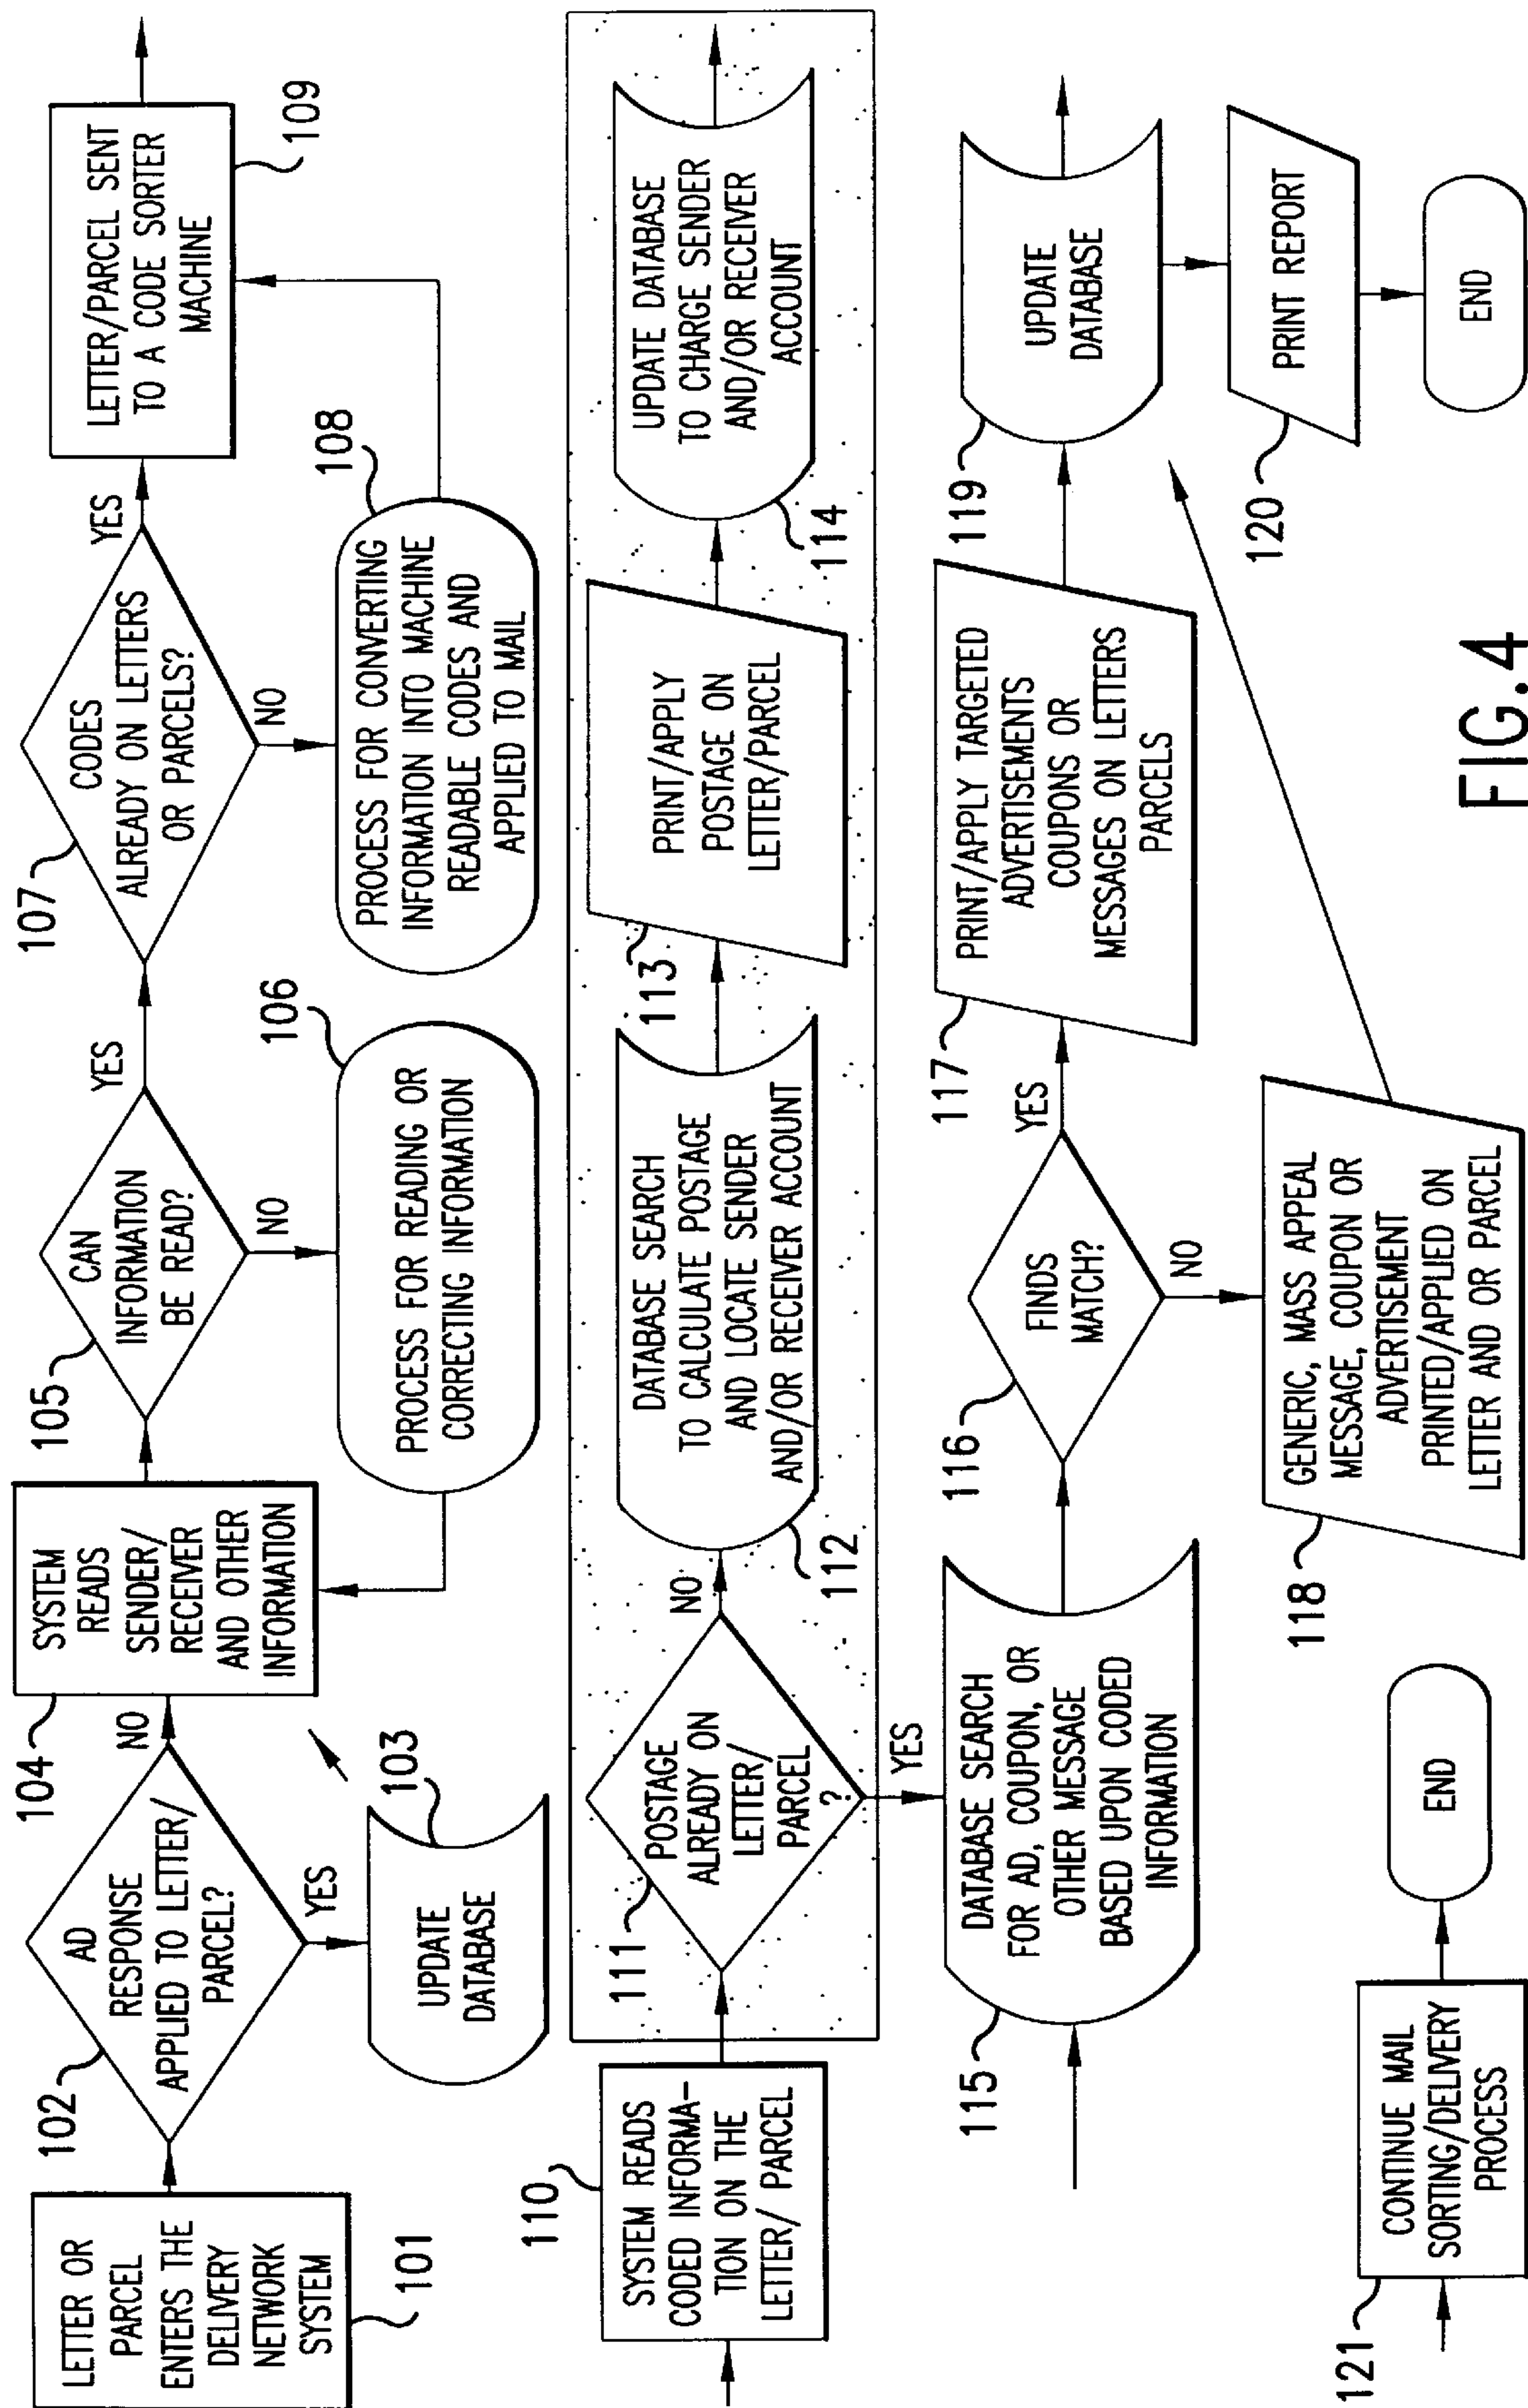 LETTER OR
PARCEL
ENTERS THE
DELIVERY
NETWORK
SYSTEM
101
102
AD
RESPONSE
APPLIED TO LETTER/
PARCEL?
NO
YES
UPDATE
DATABASE
103
104
SYSTEM
READS
SENDER/
RECEIVER
AND OTHER
INFORMATION
105
CAN
INFORMATION
BE READ?
YES
NO
106
PROCESS FOR READING OR
CORRECTING INFORMATION
107
CODES
ALREADY ON LETTERS
OR PARCELS?
YES
NO
108
PROCESS FOR CONVERTING
INFORMATION INTO MACHINE
READABLE CODES AND
APPLIED TO MAIL
LETTER/PARCEL SENT
TO A CODE SORTER
MACHINE
109
110
SYSTEM READS
CODED INFORMA-
TION ON THE
LETTER/ PARCEL
111
POSTAGE
ALREADY ON
LETTER/
PARCEL
?
NO
YES
DATABASE SEARCH
TO CALCULATE POSTAGE
AND LOCATE SENDER
AND/OR RECEIVER ACCOUNT
112
113
PRINT/APPLY
POSTAGE ON
LETTER/PARCEL
UPDATE DATABASE
TO CHARGE SENDER
AND/OR RECEIVER
ACCOUNT
114
115
DATABASE SEARCH
FOR AD, COUPON, OR
OTHER MESSAGE
BASED UPON CODED
INFORMATION
116
FINDS
MATCH?
YES
NO
117
PRINT/APPLY TARGETED
ADVERTISEMENTS
COUPONS OR
MESSAGES ON LETTERS
PARCELS
118
GENERIC, MASS APPEAL
MESSAGE, COUPON OR
ADVERTISEMENT
PRINTED/APPLIED ON
LETTER AND OR PARCEL
119
UPDATE
DATABASE
120
PRINT REPORT
END
121
CONTINUE MAIL
SORTING/DELIVERY
PROCESS
END
FIG.4